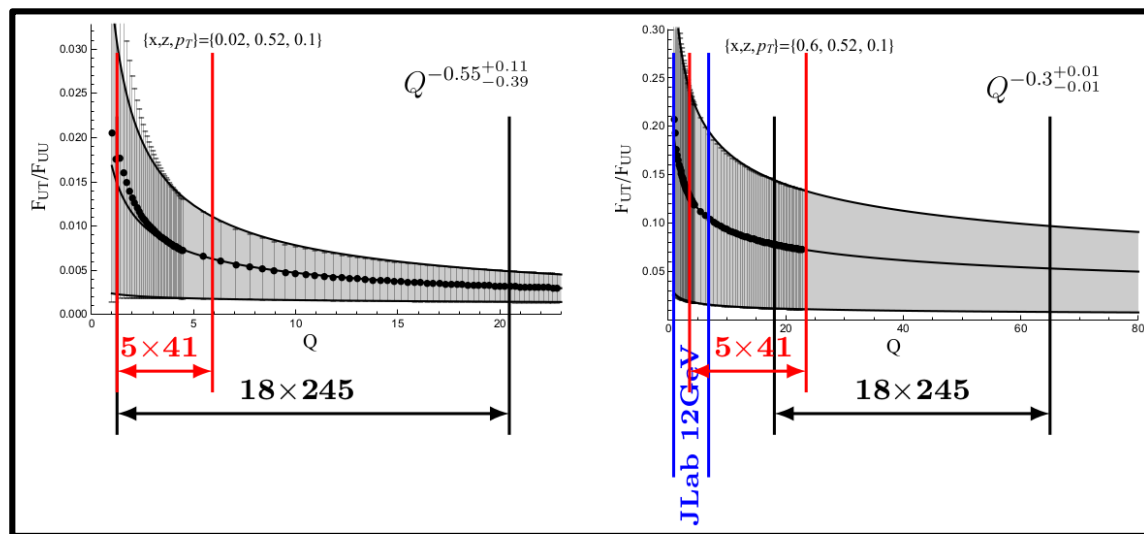 {x,z,p_T}={0.02, 0.52, 0.1}
Q^{-0.55^{+0.11}_{-0.39}}
F_UT/F_UU
0.030
0.025
0.020
0.015
0.010
0.005
0.000
0 5 10 15 20
Q
5×41
18×245
{x,z,p_T}={0.6, 0.52, 0.1}
Q^{-0.3^{+0.01}_{-0.01}}
F_UT/F_UU
0.30
0.25
0.20
0.15
0.10
0.05
0 20 40 60 80
Q
5×41
18×245
JLab 12GeV